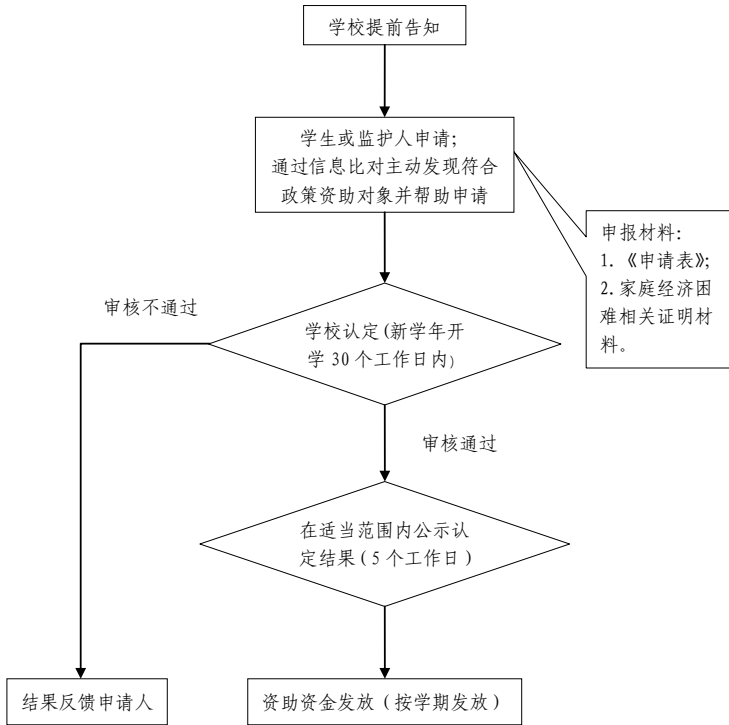 学校提前告知
学生或监护人申请；
通过信息比对主动发现符合
政策资助对象并帮助申请
申报材料：
1. 《申请表》；
2. 家庭经济困
难相关证明材
料。
审核不通过
学校认定(新学年开
学 30 个工作日内)
审核通过
在适当范围内公示认
定结果（5 个工作日）
结果反馈申请人
资助资金发放（按学期发放）